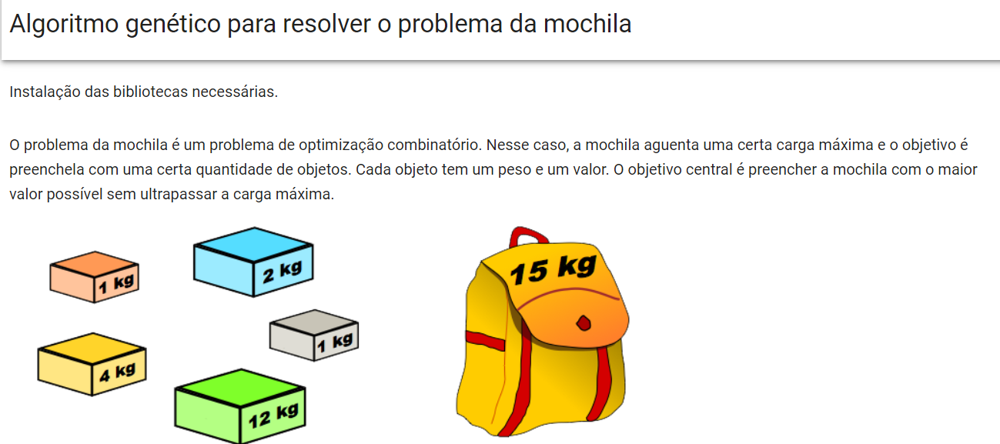 Algoritmo genético para resolver o problema da mochila
Instalação das bibliotecas necessárias.
O problema da mochila é um problema de optimização combinatório. Nesse caso, a mochila aguenta uma certa carga máxima e o objetivo é
preenchela com uma certa quantidade de objetos. Cada objeto tem um peso e um valor. O objetivo central é preencher a mochila com o maior
valor possível sem ultrapassar a carga máxima.
1 kg
2 kg
15 kg
1 kg
4 kg
12 kg